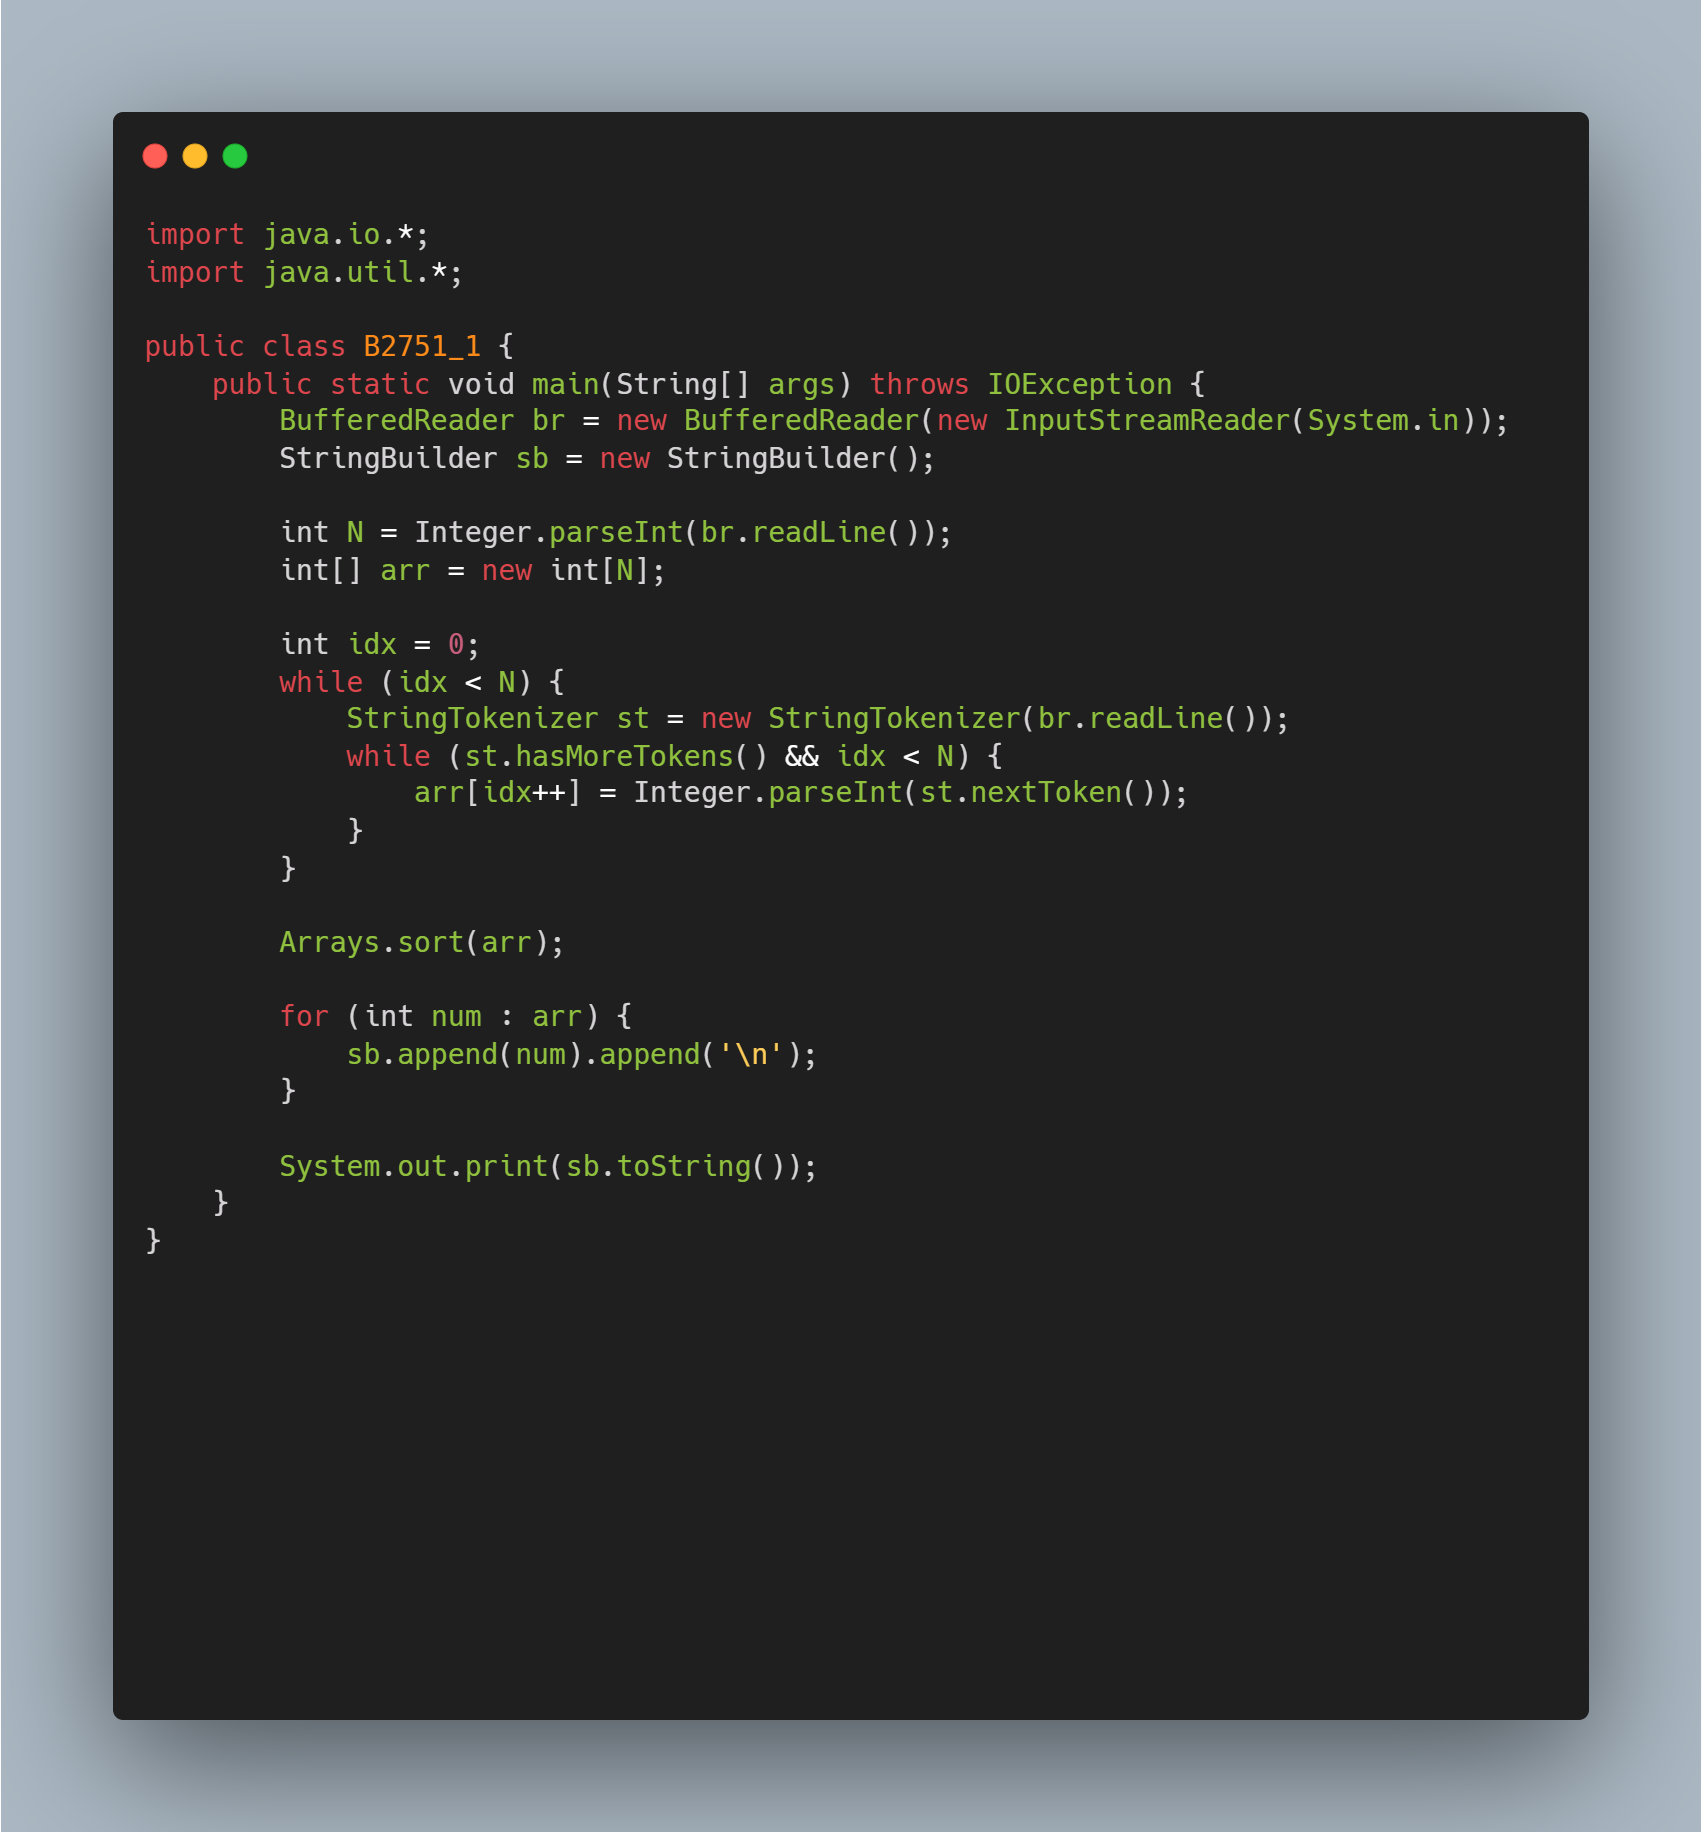 import java.io.*;
import java.util.*;

public class B2751_1 {
    public static void main(String[] args) throws IOException {
        BufferedReader br = new BufferedReader(new InputStreamReader(System.in));
        StringBuilder sb = new StringBuilder();

        int N = Integer.parseInt(br.readLine());
        int[] arr = new int[N];

        int idx = 0;
        while (idx < N) {
            StringTokenizer st = new StringTokenizer(br.readLine());
            while (st.hasMoreTokens() && idx < N) {
                arr[idx++] = Integer.parseInt(st.nextToken());
            }
        }

        Arrays.sort(arr);

        for (int num : arr) {
            sb.append(num).append('\n');
        }

        System.out.print(sb.toString());
    }
}